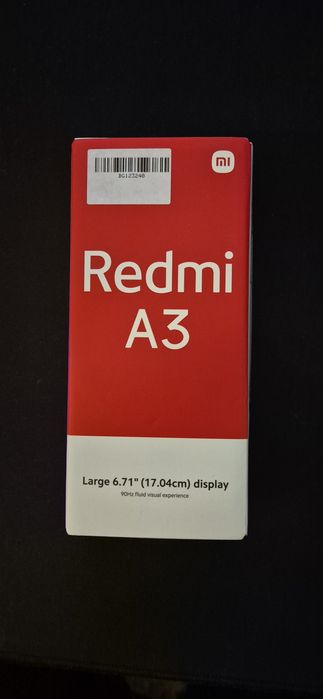 BG123240
mi
Redmi
A3
Large 6.71" (17.04cm) display
90Hz fluid visual experience